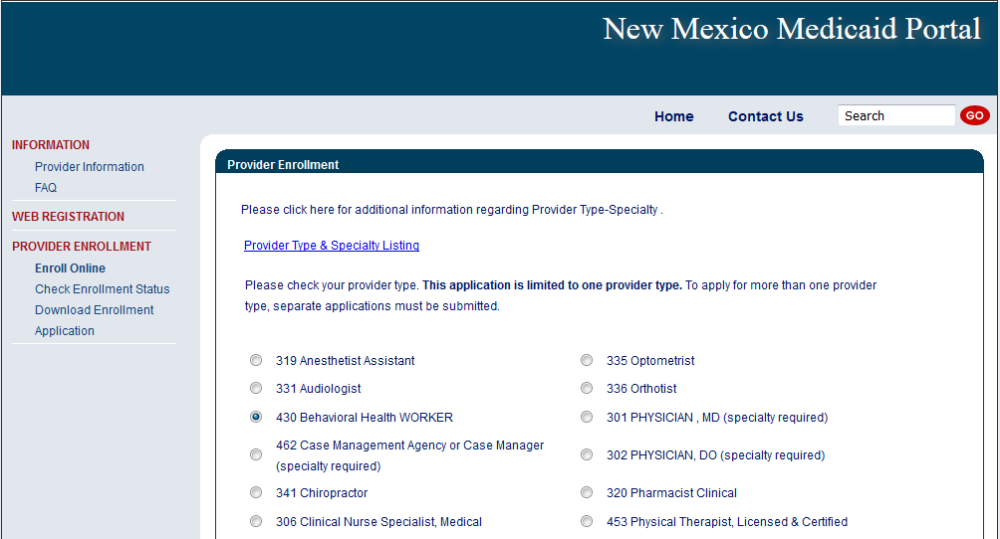 New Mexico Medicaid Portal
Home
Contact Us
Search
GO
INFORMATION
Provider Information
FAQ
WEB REGISTRATION
PROVIDER ENROLLMENT
Enroll Online
Check Enrollment Status
Download Enrollment
Application
Provider Enrollment
Please click here for additional information regarding Provider Type-Specialty .
Provider Type & Specialty Listing
Please check your provider type. This application is limited to one provider type. To apply for more than one provider
type, separate applications must be submitted.
319 Anesthetist Assistant
335 Optometrist
331 Audiologist
336 Orthotist
430 Behavioral Health WORKER
301 PHYSICIAN , MD (specialty required)
462 Case Management Agency or Case Manager
(specialty required)
302 PHYSICIAN, DO (specialty required)
341 Chiropractor
320 Pharmacist Clinical
306 Clinical Nurse Specialist, Medical
453 Physical Therapist, Licensed & Certified